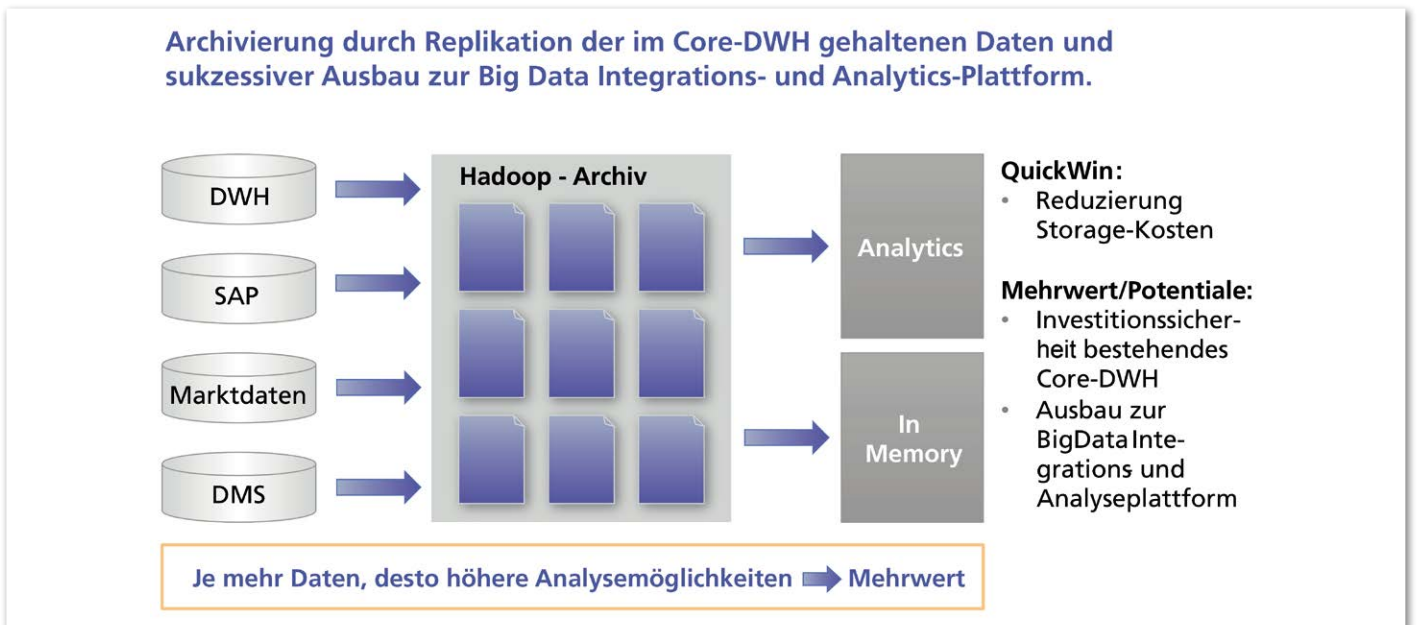 Archivierung durch Replikation der im Core-DWH gehaltenen Daten und
sukzessiver Ausbau zur Big Data Integrations- und Analytics-Plattform.
DWH
SAP
Marktdaten
DMS
Hadoop - Archiv
Analytics
In
Memory
QuickWin:
• Reduzierung
Storage-Kosten
Mehrwert/Potentiale:
• Investitionssicher-
heit bestehendes
Core-DWH
• Ausbau zur
BigData Inte-
grations- und
Analyseplattform
Je mehr Daten, desto höhere Analysemöglichkeiten ➡ Mehrwert